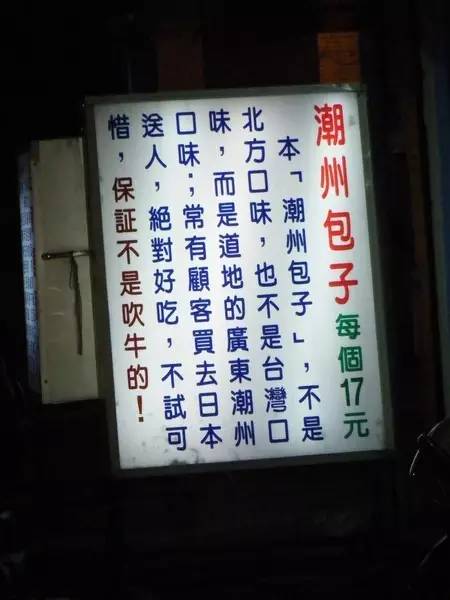 潮州包子每個17元
本「潮州包子」,不是
北方口味,也不是台灣口
味,而是道地的廣東潮州
口味;常有顧客買去日本
送人,絕對好吃,不試可
惜,保証不是吹牛的!